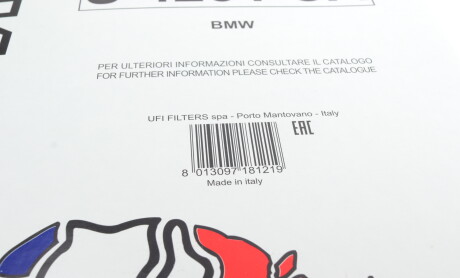 BMW
PER ULTERIORI INFORMAZIONI CONSULTARE IL CATALOGO
FOR FURTHER INFORMATION PLEASE CHECK THE CATALOGUE
UFI FILTERS spa - Porto Mantovano - Italy
EAC
8 013097 181219
Made in italy